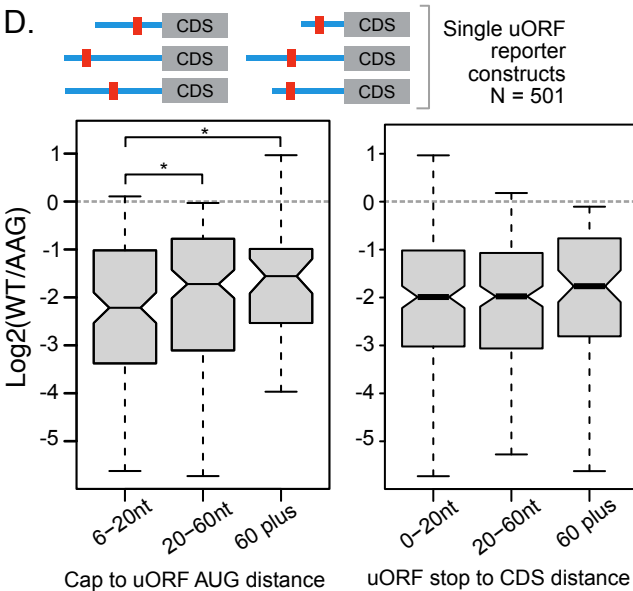 D.
CDS CDS
CDS CDS
CDS CDS
Single uORF
reporter
constructs
N = 501
Log2(WT/AAG)
1
0
-1
-2
-3
-4
-5
*
*
6–20nt
20–60nt
60 plus
Cap to uORF AUG distance
1
0
-1
-2
-3
-4
-5
0–20nt
20–60nt
60 plus
uORF stop to CDS distance